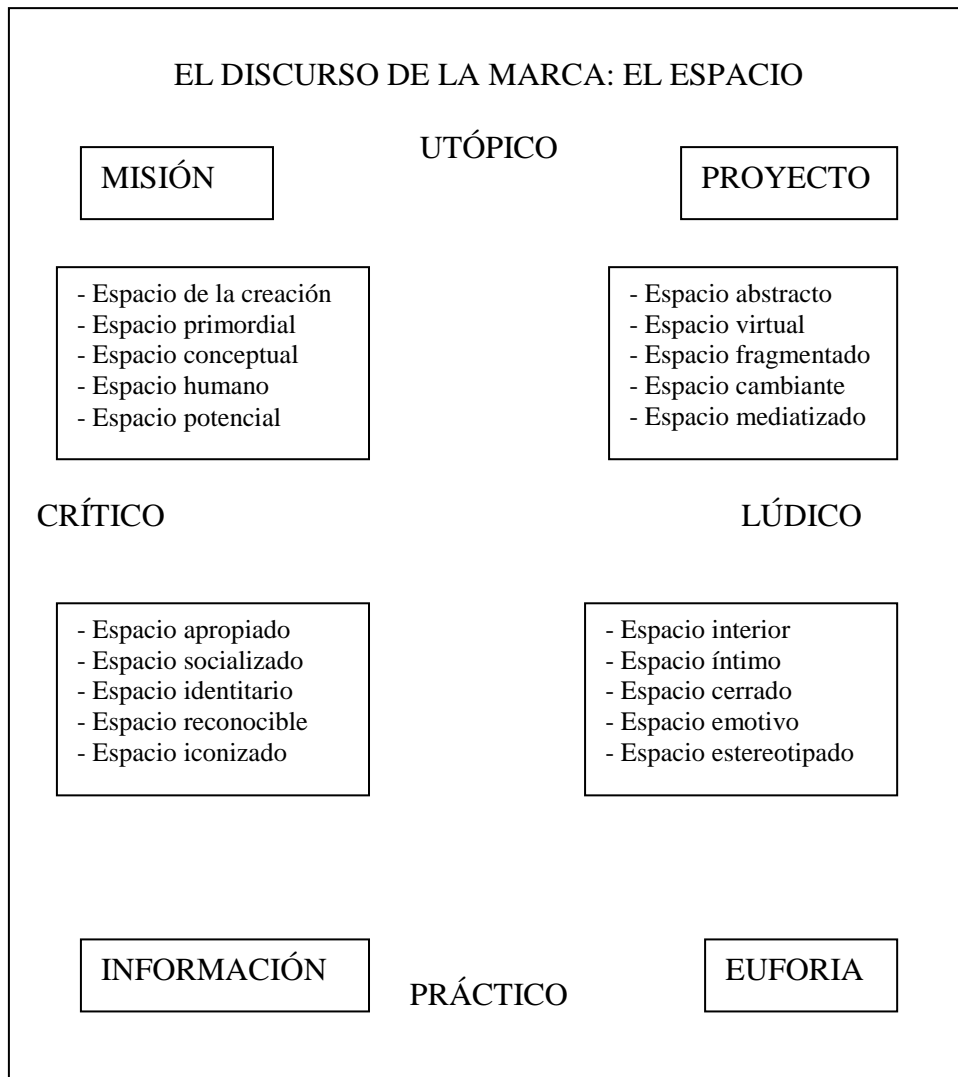 EL DISCURSO DE LA MARCA: EL ESPACIO
UTÓPICO
MISIÓN
PROYECTO
- Espacio de la creación
- Espacio primordial
- Espacio conceptual
- Espacio humano
- Espacio potencial
- Espacio abstracto
- Espacio virtual
- Espacio fragmentado
- Espacio cambiante
- Espacio mediatizado
CRÍTICO
LÚDICO
- Espacio apropiado
- Espacio socializado
- Espacio identitario
- Espacio reconocible
- Espacio iconizado
- Espacio interior
- Espacio íntimo
- Espacio cerrado
- Espacio emotivo
- Espacio estereotipado
INFORMACIÓN
EUFORIA
PRÁCTICO